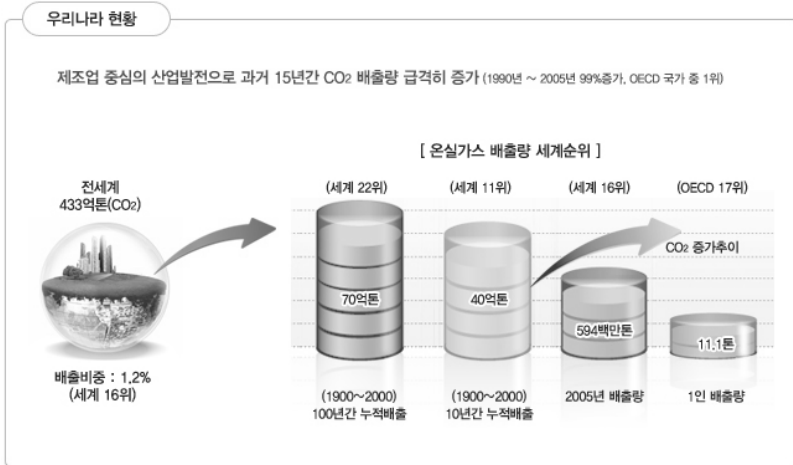 우리나라 현황
제조업 중심의 산업발전으로 과거 15년간 CO₂ 배출량 급격히 증가 (1990년 ~ 2005년 99%증가, OECD 국가 중 1위)
[ 온실가스 배출량 세계순위 ]
전세계
433억톤(CO₂)
배출비중 : 1.2%
(세계 16위)
(세계 22위)
(세계 11위)
(세계 16위)
(OECD 17위)
CO₂ 증가추이
70억톤
40억톤
594백만톤
11.1톤
(1900~2000)
100년간 누적배출
(1900~2000)
10년간 누적배출
2005년 배출량
1인 배출량